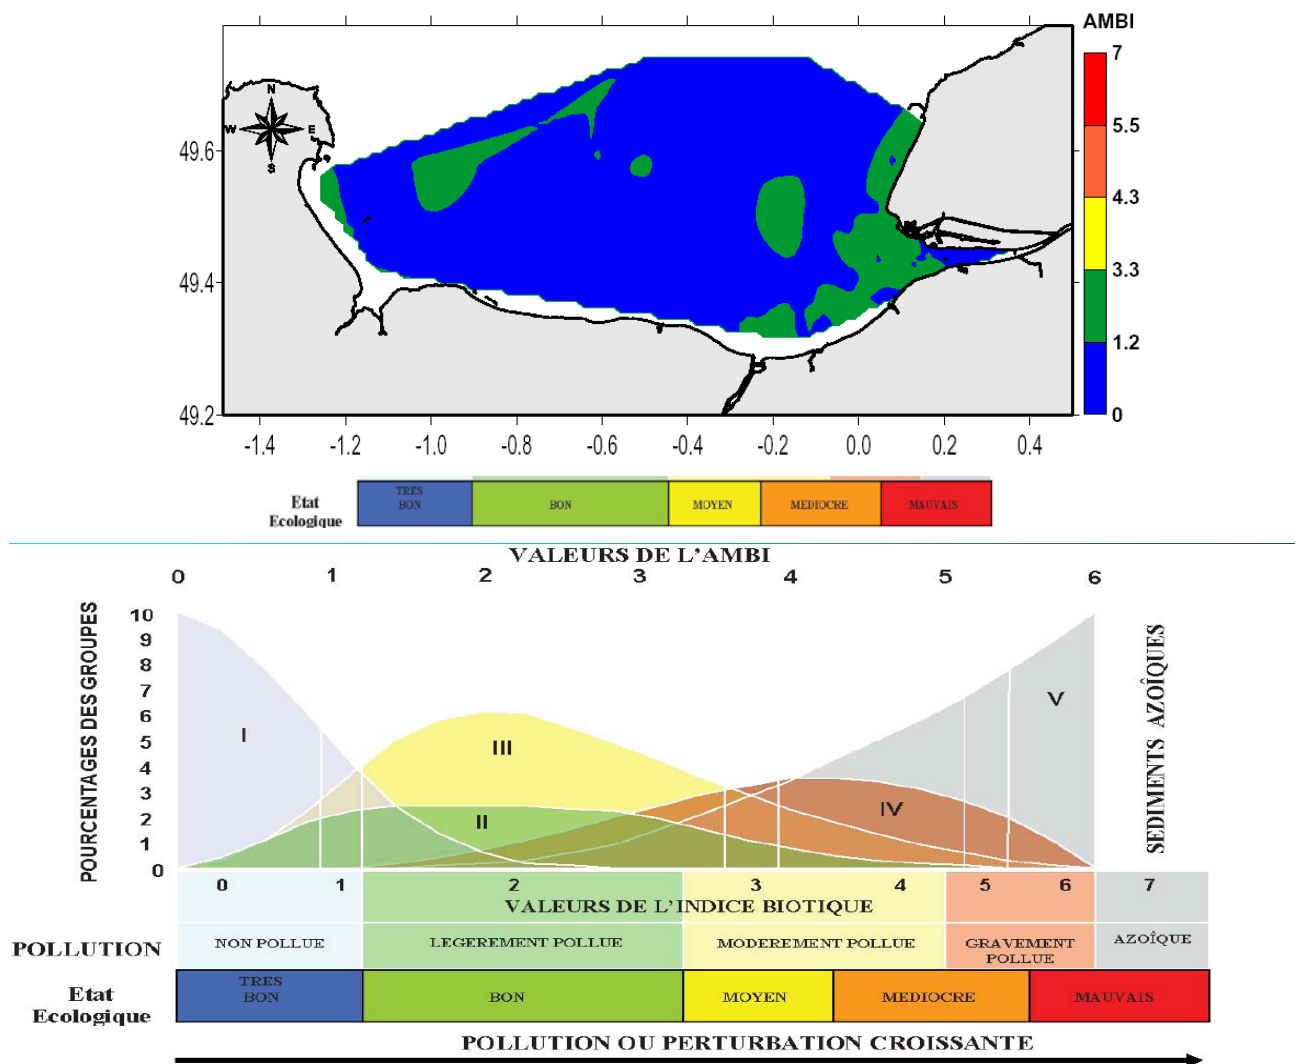 AMBI
7
5.5
4.3
3.3
1.2
0
N
W E
S
49.6
49.4
49.2
-1.4 -1.2 -1.0 -0.8 -0.6 -0.4 -0.2 0.0 0.2 0.4
Etat
Ecologique
TRES
BON
BON
MOYEN
MEDIOCRE
MAUVAIS
VALEURS DE L'AMBI
0 1 2 3 4 5 6
POURCENTAGES DES GROUPES
10
9
8
7
6
5
4
3
2
1
0
I
III
II
IV
V
SEDIMENTS AZOÎQUES
0 1 2 3 4 5 6 7
VALEURS DE L'INDICE BIOTIQUE
POLLUTION
NON POLLUE
LEGEREMENT POLLUE
MODEREMENT POLLUE
GRAVEMENT
POLLUE
AZOÎQUE
Etat
Ecologique
TRES
BON
BON
MOYEN
MEDIOCRE
MAUVAIS
POLLUTION OU PERTURBATION CROISSANTE